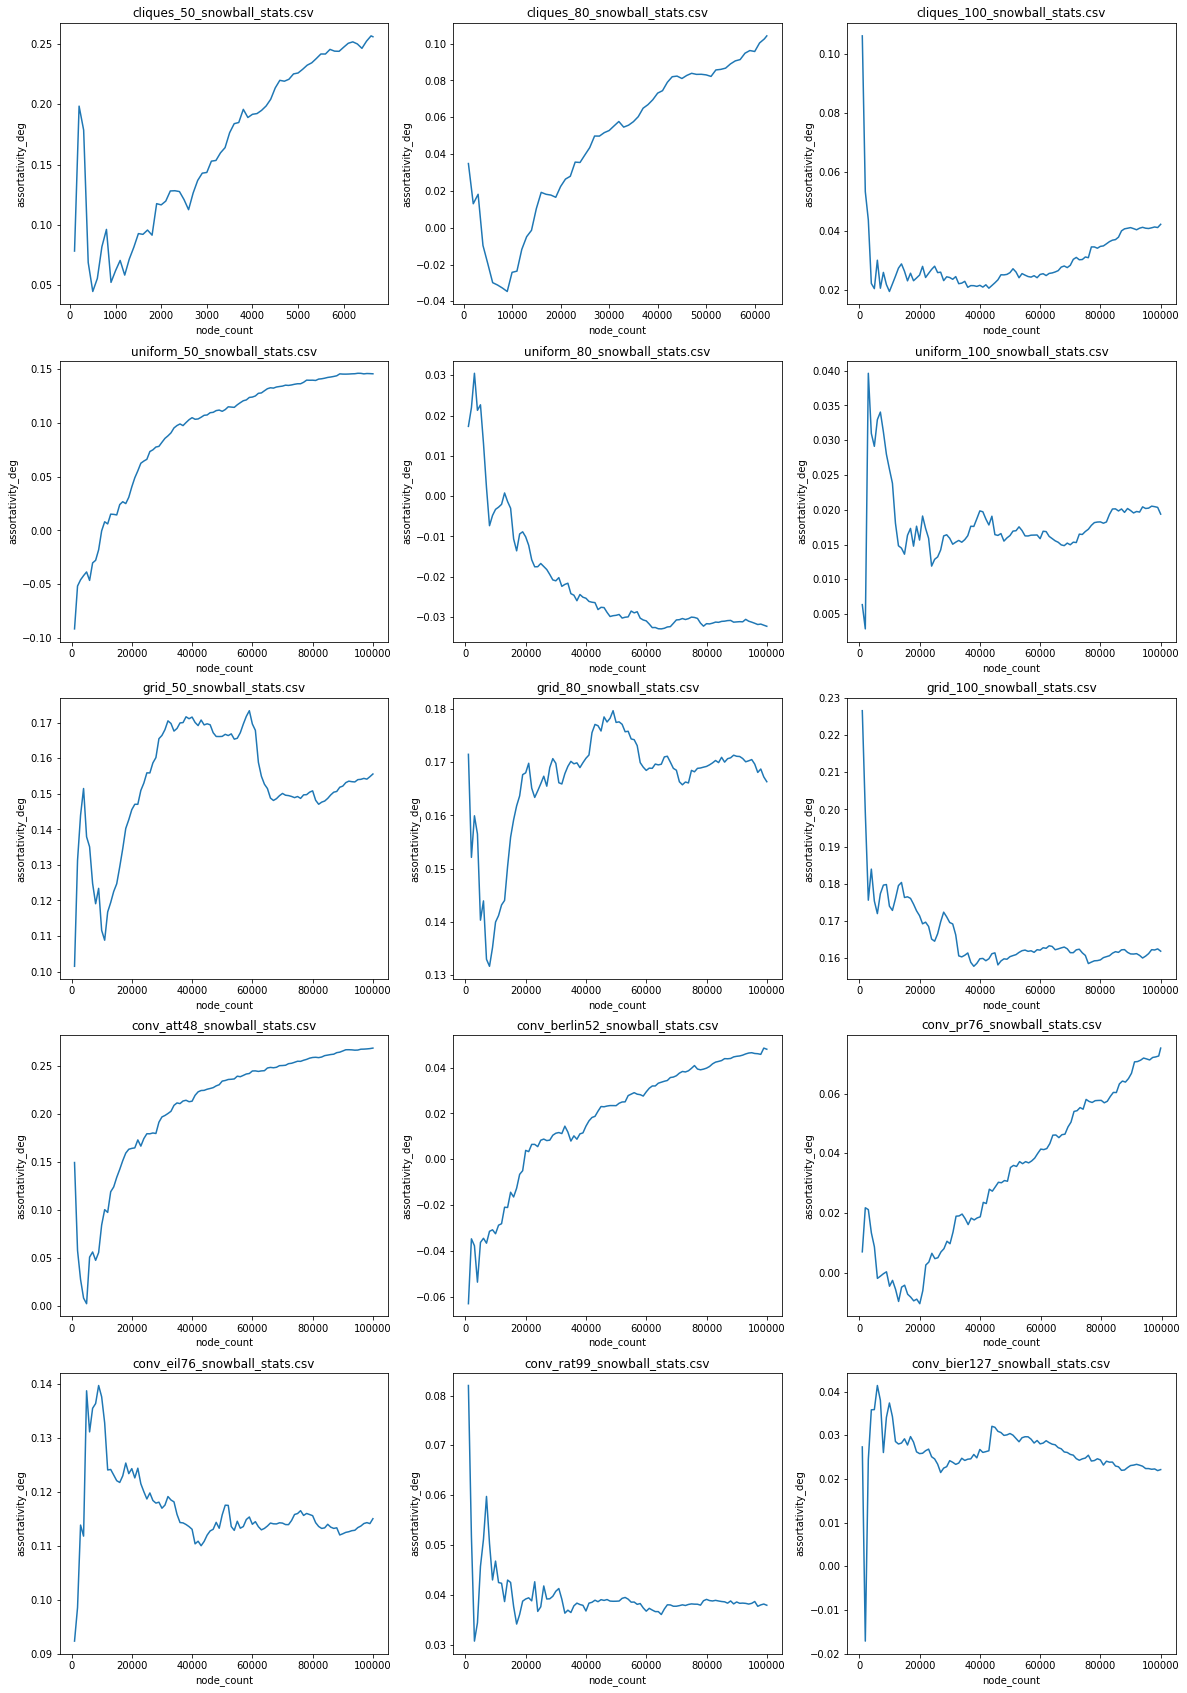 cliques_50_snowball_stats.csv
assortativity_deg
0.25
0.20
0.15
0.10
0.05
0 1000 2000 3000 4000 5000 6000
node_count
cliques_80_snowball_stats.csv
assortativity_deg
0.10
0.08
0.06
0.04
0.02
0.00
−0.02
−0.04
0 10000 20000 30000 40000 50000 60000
node_count
cliques_100_snowball_stats.csv
assortativity_deg
0.10
0.08
0.06
0.04
0.02
0 20000 40000 60000 80000 100000
node_count
uniform_50_snowball_stats.csv
assortativity_deg
0.15
0.10
0.05
0.00
−0.05
−0.10
0 20000 40000 60000 80000 100000
node_count
uniform_80_snowball_stats.csv
assortativity_deg
0.03
0.02
0.01
0.00
−0.01
−0.02
−0.03
0 20000 40000 60000 80000 100000
node_count
uniform_100_snowball_stats.csv
assortativity_deg
0.040
0.035
0.030
0.025
0.020
0.015
0.010
0.005
0 20000 40000 60000 80000 100000
node_count
grid_50_snowball_stats.csv
assortativity_deg
0.17
0.16
0.15
0.14
0.13
0.12
0.11
0.10
0 20000 40000 60000 80000 100000
node_count
grid_80_snowball_stats.csv
assortativity_deg
0.18
0.17
0.16
0.15
0.14
0.13
0 20000 40000 60000 80000 100000
node_count
grid_100_snowball_stats.csv
assortativity_deg
0.23
0.22
0.21
0.20
0.19
0.18
0.17
0.16
0 20000 40000 60000 80000 100000
node_count
conv_att48_snowball_stats.csv
assortativity_deg
0.25
0.20
0.15
0.10
0.05
0.00
0 20000 40000 60000 80000 100000
node_count
conv_berlin52_snowball_stats.csv
assortativity_deg
0.04
0.02
0.00
−0.02
−0.04
−0.06
0 20000 40000 60000 80000 100000
node_count
conv_pr76_snowball_stats.csv
assortativity_deg
0.06
0.04
0.02
0.00
0 20000 40000 60000 80000 100000
node_count
conv_eil76_snowball_stats.csv
assortativity_deg
0.14
0.13
0.12
0.11
0.10
0.09
0 20000 40000 60000 80000 100000
node_count
conv_rat99_snowball_stats.csv
assortativity_deg
0.08
0.07
0.06
0.05
0.04
0.03
0 20000 40000 60000 80000 100000
node_count
conv_bier127_snowball_stats.csv
assortativity_deg
0.04
0.03
0.02
0.01
0.00
−0.01
−0.02
0 20000 40000 60000 80000 100000
node_count